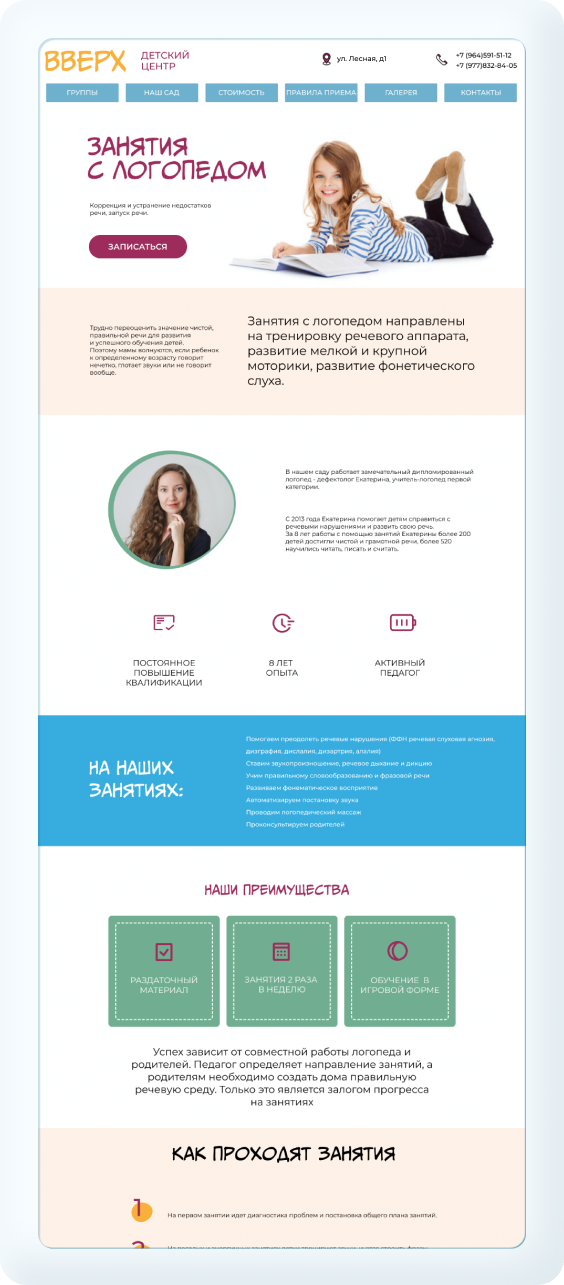 ВВЕРХ
ДЕТСКИЙ
ЦЕНТР
ул. Лесная, д1
+7 (964)591-51-12
+7 (977)832-84-05
ГРУППЫ
НАШ САД
СТОИМОСТЬ
ПРАВИЛА ПРИЕМА
ГАЛЕРЕЯ
КОНТАКТЫ
ЗАНЯТИЯ
С ЛОГОПЕДОМ
Коррекция и устранение недостатков
речи, запуск речи.
ЗАПИСАТЬСЯ
Трудно переоценить значение чистой,
правильной речи для развития
и успешного обучения детей.
Поэтому мамы волнуются, если ребенок
к определенному возрасту говорит
нечетко, глотает звуки или не говорит
вообще.
Занятия с логопедом направлены
на тренировку речевого аппарата,
развитие мелкой и крупной
моторики, развитие фонетического
слуха.
В нашем саду работает замечательный дипломированный
логопед - дефектолог Екатерина, учитель-логопед первой
категории.
С 2013 года Екатерина помогает детям справиться с
речевыми нарушениями и развить свою речь.
За 8 лет работы с помощью занятий Екатерины более 200
детей достигли чистой и грамотной речи, более 520
научились читать, писать и считать.
ПОСТОЯННОЕ
ПОВЫШЕНИЕ
КВАЛИФИКАЦИИ
8 ЛЕТ
ОПЫТА
АКТИВНЫЙ
ПЕДАГОГ
НА НАШИХ
ЗАНЯТИЯХ:
Помогаем преодолеть речевые нарушения (ФФН речевая слуховая агнозия,
дизграфия, дислалия, дизартрия, алалия)
Ставим звукопроизношение, речевое дыхание и дикцию
Учим правильному словообразованию и фразовой речи
Развиваем фонематическое восприятие
Автоматизируем постановку звука
Проводим логопедический массаж
Проконсультируем родителей
НАШИ ПРЕИМУЩЕСТВА
РАЗДАТОЧНЫЙ
МАТЕРИАЛ
ЗАНЯТИЯ 2 РАЗА
В НЕДЕЛЮ
ОБУЧЕНИЕ В
ИГРОВОЙ ФОРМЕ
Успех зависит от совместной работы логопеда и
родителей. Педагог определяет направление занятий, а
родителям необходимо создать дома правильную
речевую среду. Только это является залогом прогресса
на занятиях
КАК ПРОХОДЯТ ЗАНЯТИЯ
1
На первом занятии идет диагностика проблем и постановка общего плана занятий.
2